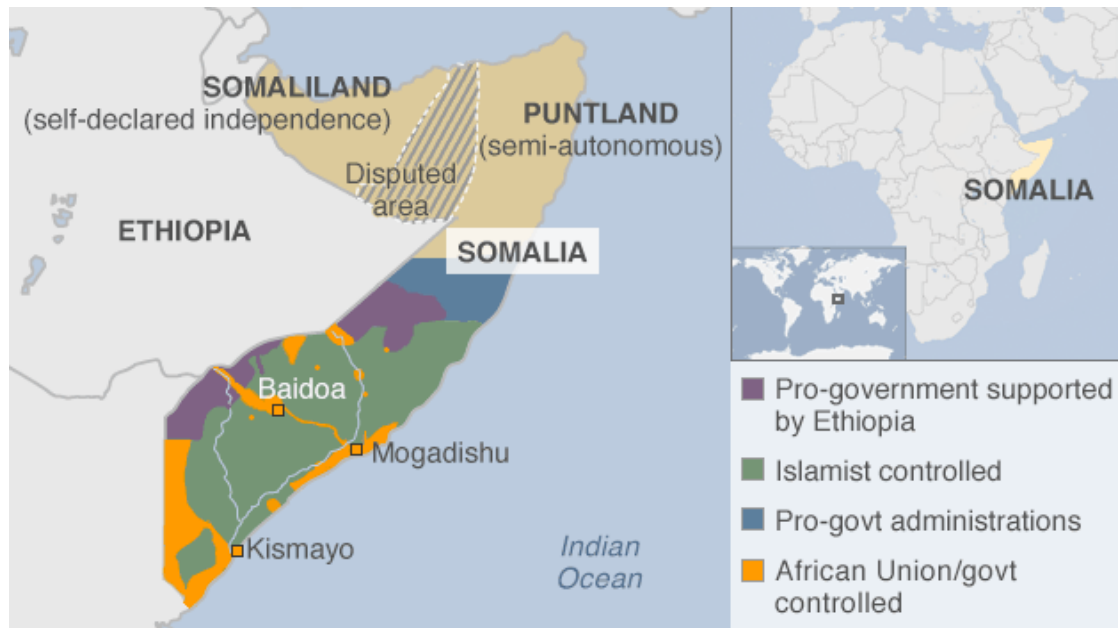 SOMALILAND
(self-declared independence)
PUNTLAND
(semi-autonomous)
Disputed
area
ETHIOPIA
SOMALIA
Baidoa
Mogadishu
Kismayo
Indian
Ocean
SOMALIA
Pro-government supported
by Ethiopia
Islamist controlled
Pro-govt administrations
African Union/govt
controlled